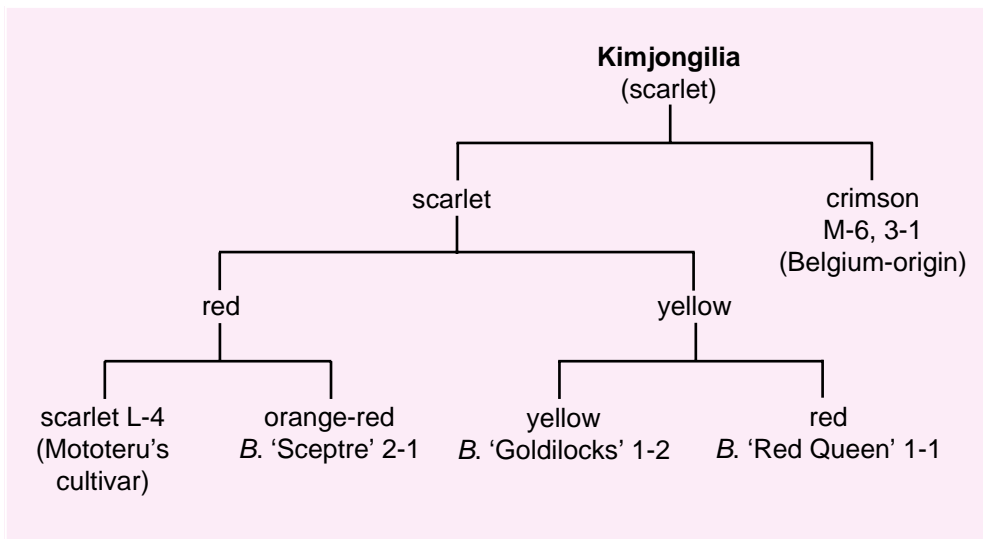 Kimjongilia
(scarlet)
scarlet
crimson
M-6, 3-1
(Belgium-origin)
red
yellow
scarlet L-4
(Mototeru’s
cultivar)
orange-red
B. ‘Sceptre’ 2-1
yellow
B. ‘Goldilocks’ 1-2
red
B. ‘Red Queen’ 1-1